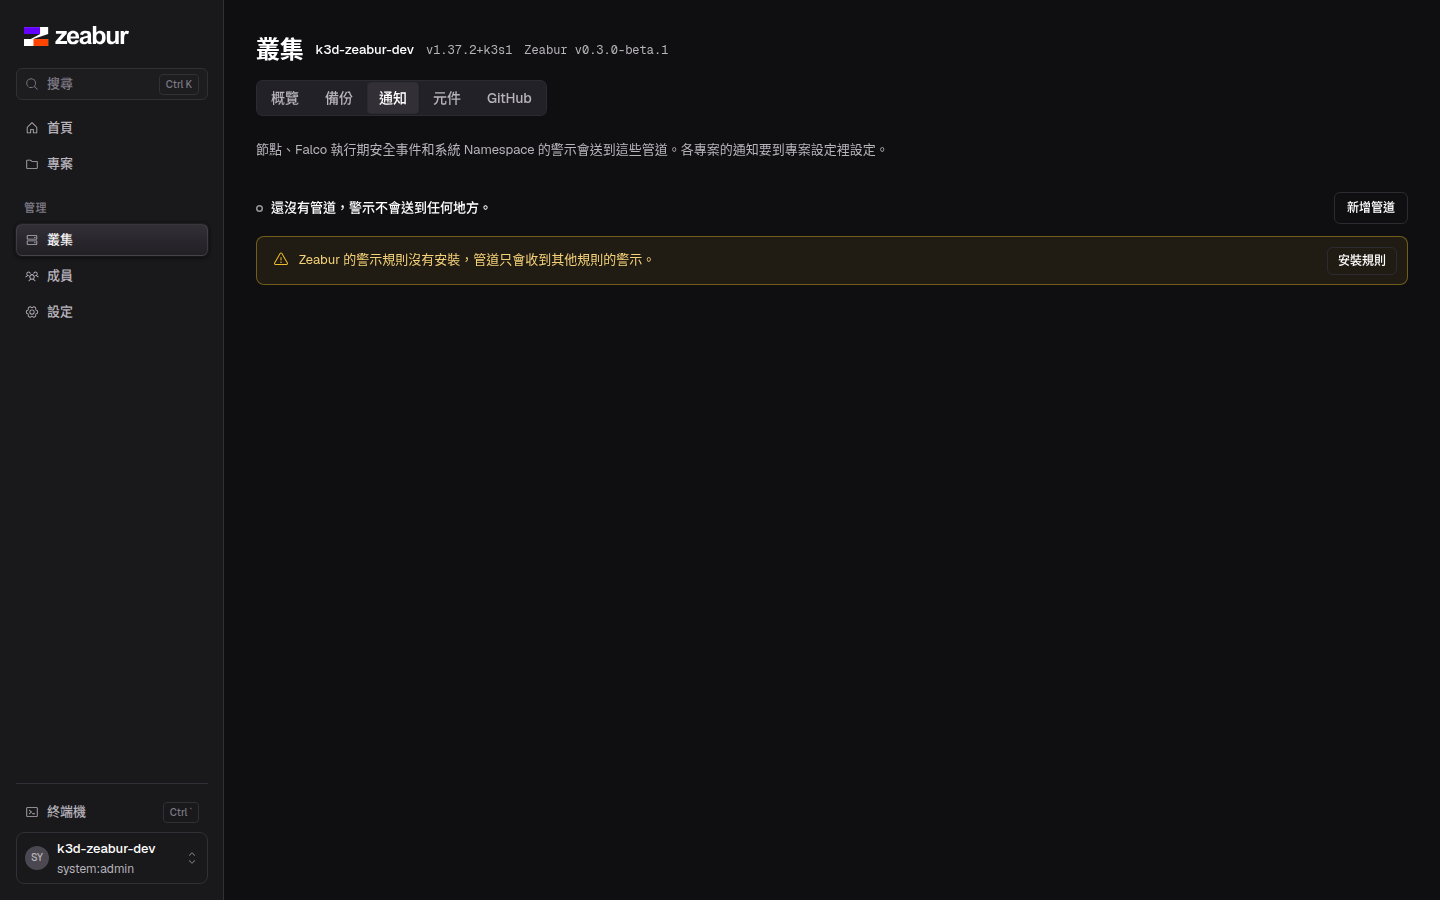 zeabur
搜尋 Ctrl K
首頁
專案
管理
叢集
成員
設定
終端機 Ctrl `
SY
k3d-zeabur-dev
system:admin
叢集 k3d-zeabur-dev v1.37.2+k3s1 Zeabur v0.3.0-beta.1
概覽 備份 通知 元件 GitHub
節點、Falco 執行期安全事件和系統 Namespace 的警示會送到這些管道。各專案的通知要到專案設定裡設定。
還沒有管道，警示不會送到任何地方。 新增管道
Zeabur 的警示規則沒有安裝，管道只會收到其他規則的警示。 安裝規則